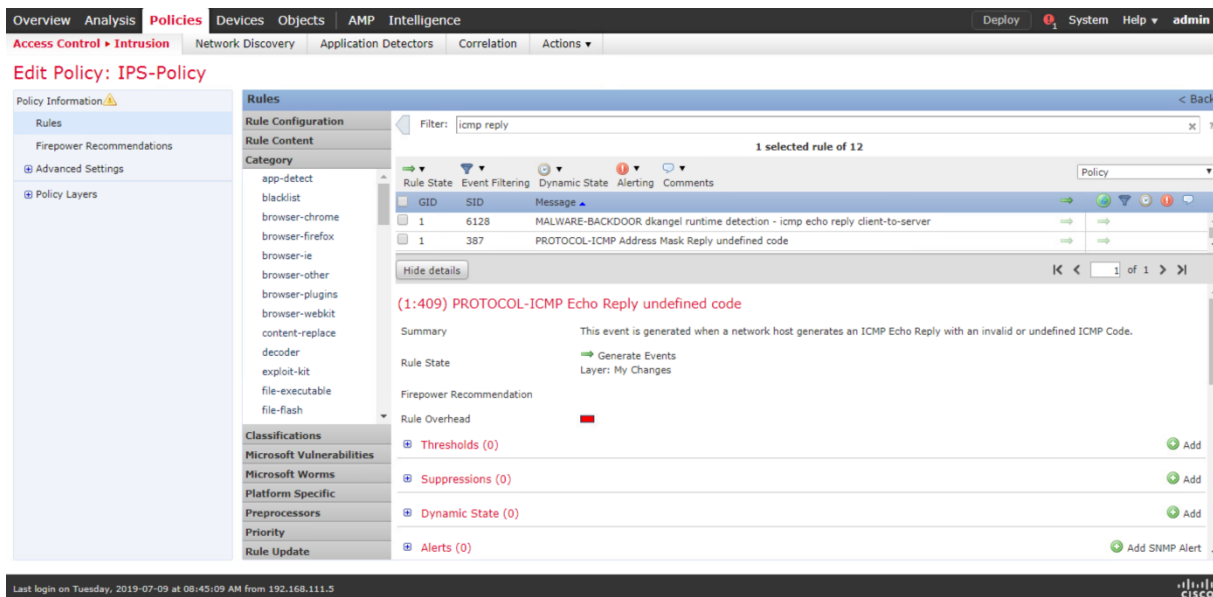 Overview Analysis Policies Devices Objects AMP Intelligence Deploy 1 System Help ▾ admin
Access Control ▸ Intrusion Network Discovery Application Detectors Correlation Actions ▾
Edit Policy: IPS-Policy
Policy Information
Rules
Firepower Recommendations
Advanced Settings
Policy Layers
Rules < Back
Rule Configuration
Rule Content
Category
app-detect
blacklist
browser-chrome
browser-firefox
browser-ie
browser-other
browser-plugins
browser-webkit
content-replace
decoder
exploit-kit
file-executable
file-flash
Classifications
Microsoft Vulnerabilities
Microsoft Worms
Platform Specific
Preprocessors
Priority
Rule Update
Filter: icmp reply
1 selected rule of 12
Rule State Event Filtering Dynamic State Alerting Comments
Policy
GID SID Message
1 6128 MALWARE-BACKDOOR dkangel runtime detection - icmp echo reply client-to-server
1 387 PROTOCOL-ICMP Address Mask Reply undefined code
Hide details
1 of 1
(1:409) PROTOCOL-ICMP Echo Reply undefined code
Summary This event is generated when a network host generates an ICMP Echo Reply with an invalid or undefined ICMP Code.
Rule State Generate Events
Layer: My Changes
Firepower Recommendation
Rule Overhead
Thresholds (0) Add
Suppressions (0) Add
Dynamic State (0) Add
Alerts (0) Add SNMP Alert
Last login on Tuesday, 2019-07-09 at 08:45:09 AM from 192.168.111.5
CISCO